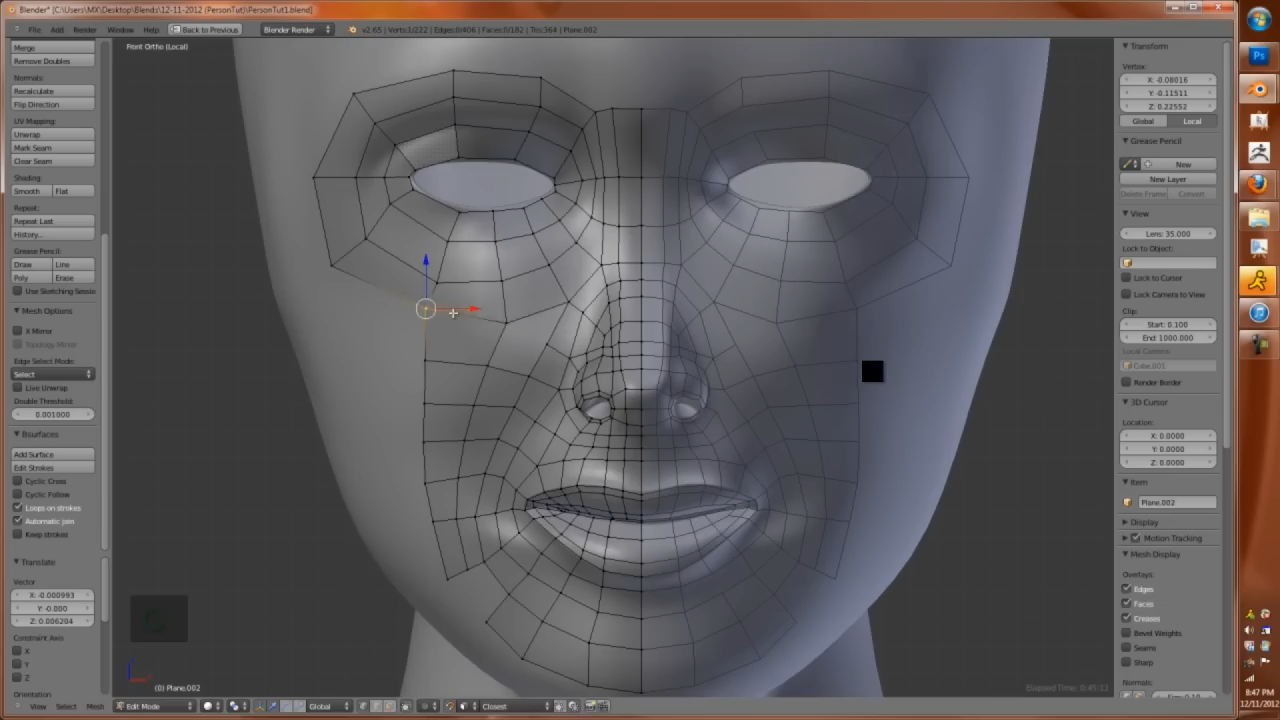 Blender* [C:\Users\MX\Desktop\Blends\12-11-2012 (PersonTut)\PersonTut1.blend]
File Add Render Window Help Back to Previous Blender Render v2.65 | Verts:1/222 | Edges:0/406 | Faces:0/182 | Tris:364 | Plane.002
Front Ortho (Local)
Merge
Remove Doubles
Normals:
Recalculate
Flip Direction
UV Mapping:
Unwrap
Mark Seam
Clear Seam
Shading:
Smooth Flat
Repeat:
Repeat Last
History...
Grease Pencil:
Draw Line
Poly Erase
Use Sketching Sessio
Mesh Options
X Mirror
Topology Mirror
Edge Select Mode:
Select
Live Unwrap
Double Threshold:
0.001000
Bsurfaces
Add Surface
Edit Strokes
Cyclic Cross
Cyclic Follow
Loops on strokes
Automatic join
Keep strokes
Translate
Vector
X: -0.000993
Y: -0.000
Z: 0.006204
Constraint Axis
X
Y
Z
Orientation
(0) Plane.002
Elapsed Time: 0:45:12
View Select Mesh Edit Mode Global Closest
Transform
Vertex:
X: -0.08016
Y: -0.11511
Z: 0.22552
Global Local
Grease Pencil
New
New Layer
Delete Frame Convert
View
Lens: 35.000
Lock to Object:
Lock to Cursor
Lock Camera to View
Clip:
Start: 0.100
End: 1000.000
Local Camera:
Cube.001
Render Border
3D Cursor
Location:
X: 0.0000
Y: 0.0000
Z: 0.0000
Item
Plane.002
Display
Motion Tracking
Mesh Display
Overlays:
Edges
Faces
Creases
Bevel Weights
Seams
Sharp
Normals:
Ps
8:47 PM
12/11/2012